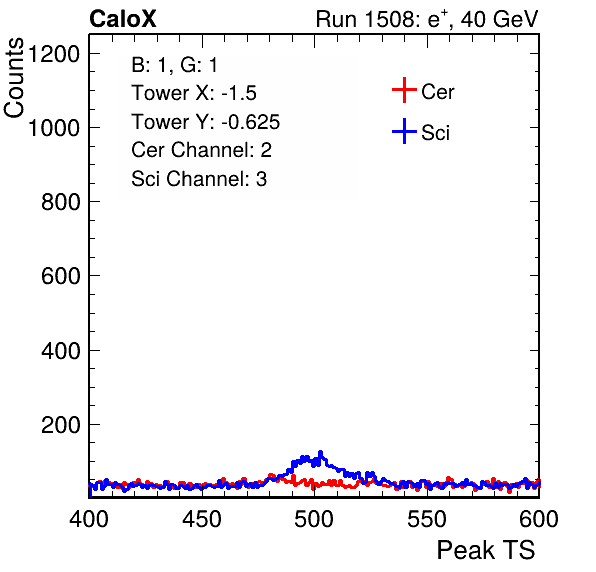 CaloX Run 1508: e⁺, 40 GeV
Counts
B: 1, G: 1
Tower X: -1.5
Tower Y: -0.625
Cer Channel: 2
Sci Channel: 3
Cer
Sci
1200
1000
800
600
400
200
400 450 500 550 600
Peak TS